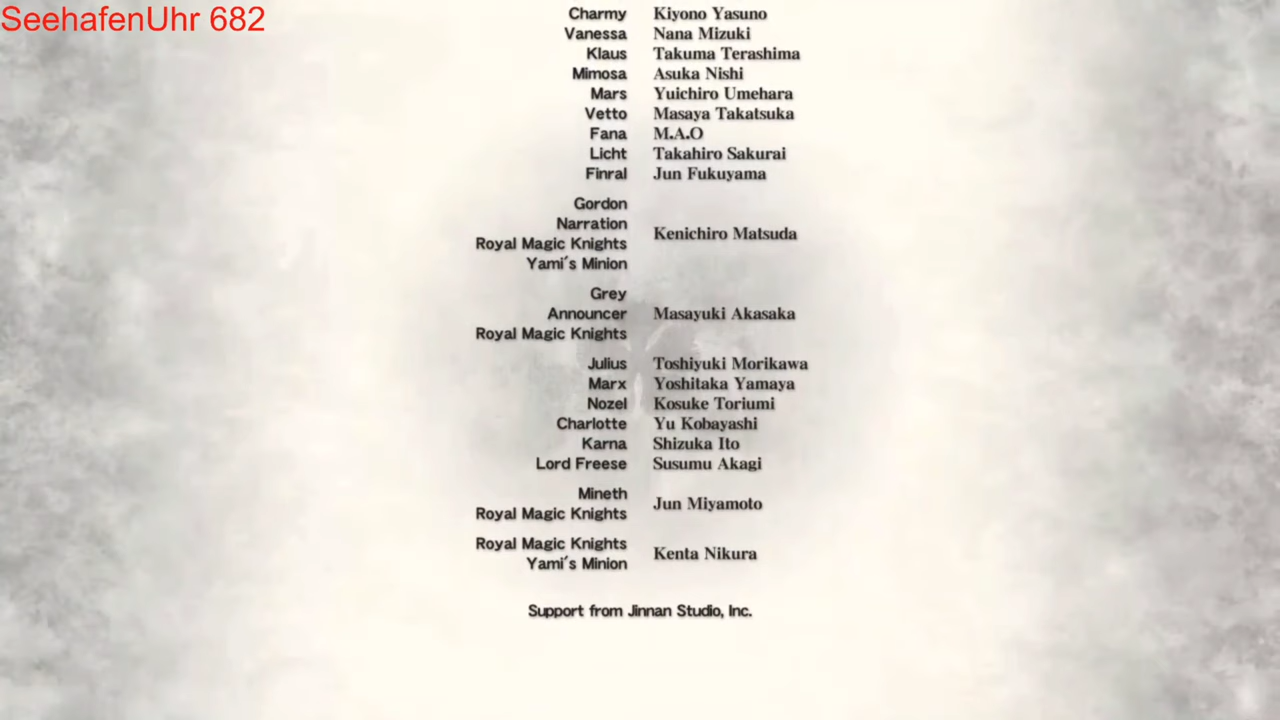 SeehafenUhr 682
Charmy Kiyono Yasuno
Vanessa Nana Mizuki
Klaus Takuma Terashima
Mimosa Asuka Nishi
Mars Yuichiro Umehara
Vetto Masaya Takatsuka
Fana M.A.O
Licht Takahiro Sakurai
Finral Jun Fukuyama
Gordon
Narration
Royal Magic Knights
Yami´s Minion
Kenichiro Matsuda
Grey
Announcer
Royal Magic Knights
Masayuki Akasaka
Julius Toshiyuki Morikawa
Marx Yoshitaka Yamaya
Nozel Kosuke Toriumi
Charlotte Yu Kobayashi
Karna Shizuka Ito
Lord Freese Susumu Akagi
Mineth
Royal Magic Knights
Jun Miyamoto
Royal Magic Knights
Yami´s Minion
Kenta Nikura
Support from Jinnan Studio, Inc.